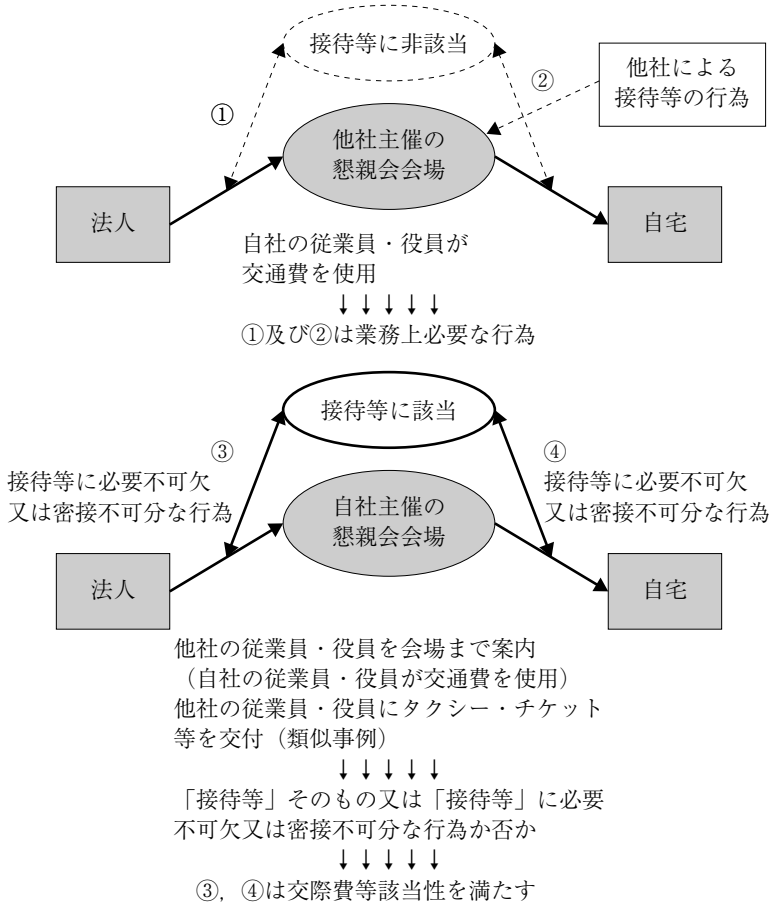 接待等に非該当
他社による
接待等の行為
①
②
他社主催の
懇親会会場
法人
自宅
自社の従業員・役員が
交通費を使用
↓↓↓↓↓
①及び②は業務上必要な行為
接待等に該当
③
④
接待等に必要不可欠
又は密接不可分な行為
接待等に必要不可欠
又は密接不可分な行為
自社主催の
懇親会会場
法人
自宅
他社の従業員・役員を会場まで案内
（自社の従業員・役員が交通費を使用）
他社の従業員・役員にタクシー・チケット
等を交付（類似事例）
↓↓↓↓↓
「接待等」そのもの又は「接待等」に必要
不可欠又は密接不可分な行為か否か
↓↓↓↓↓
③，④は交際費等該当性を満たす